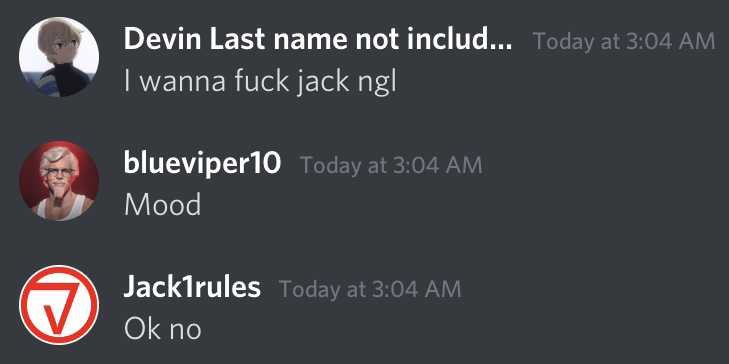 Devin Last name not includ... Today at 3:04 AM
I wanna fuck jack ngl
blueviper10 Today at 3:04 AM
Mood
Jack1rules Today at 3:04 AM
Ok no